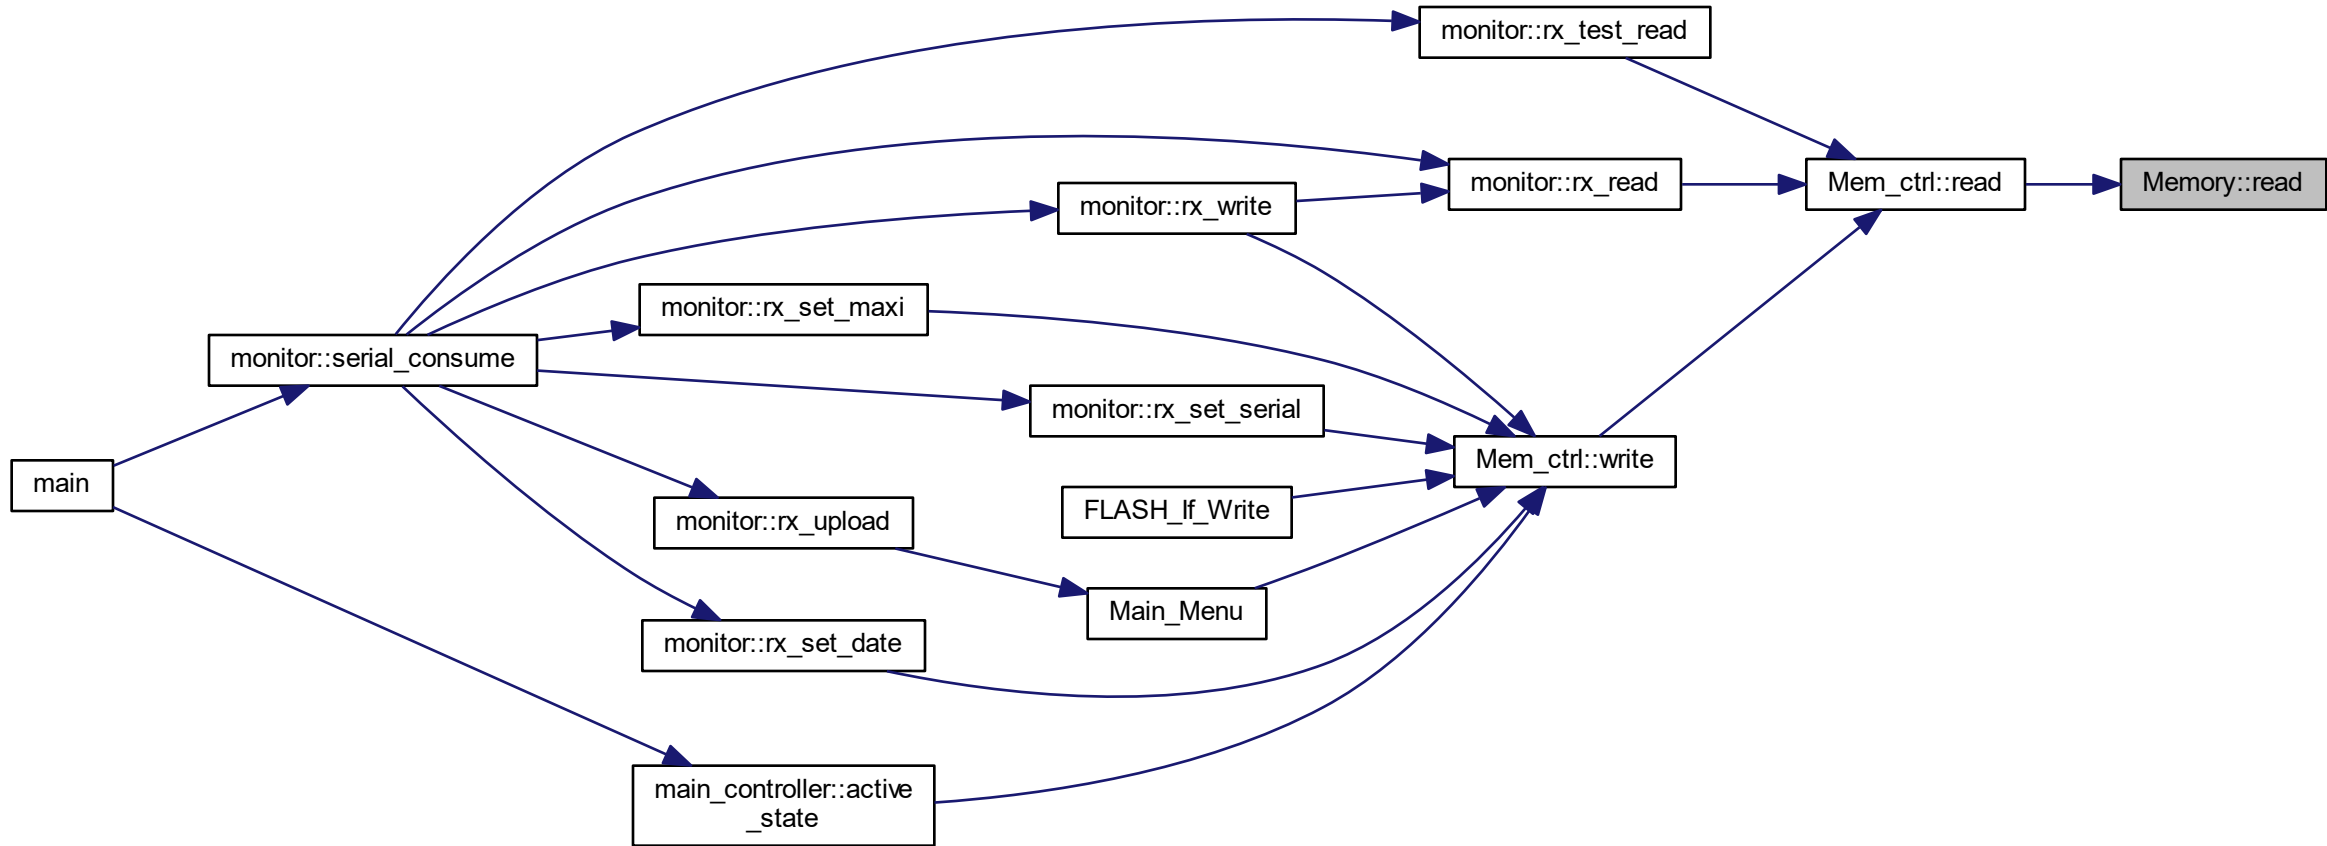 monitor::rx_test_read
monitor::rx_read
Mem_ctrl::read
Memory::read
monitor::rx_write
monitor::rx_set_maxi
monitor::serial_consume
monitor::rx_set_serial
Mem_ctrl::write
main
FLASH_If_Write
monitor::rx_upload
Main_Menu
monitor::rx_set_date
main_controller::active
_state